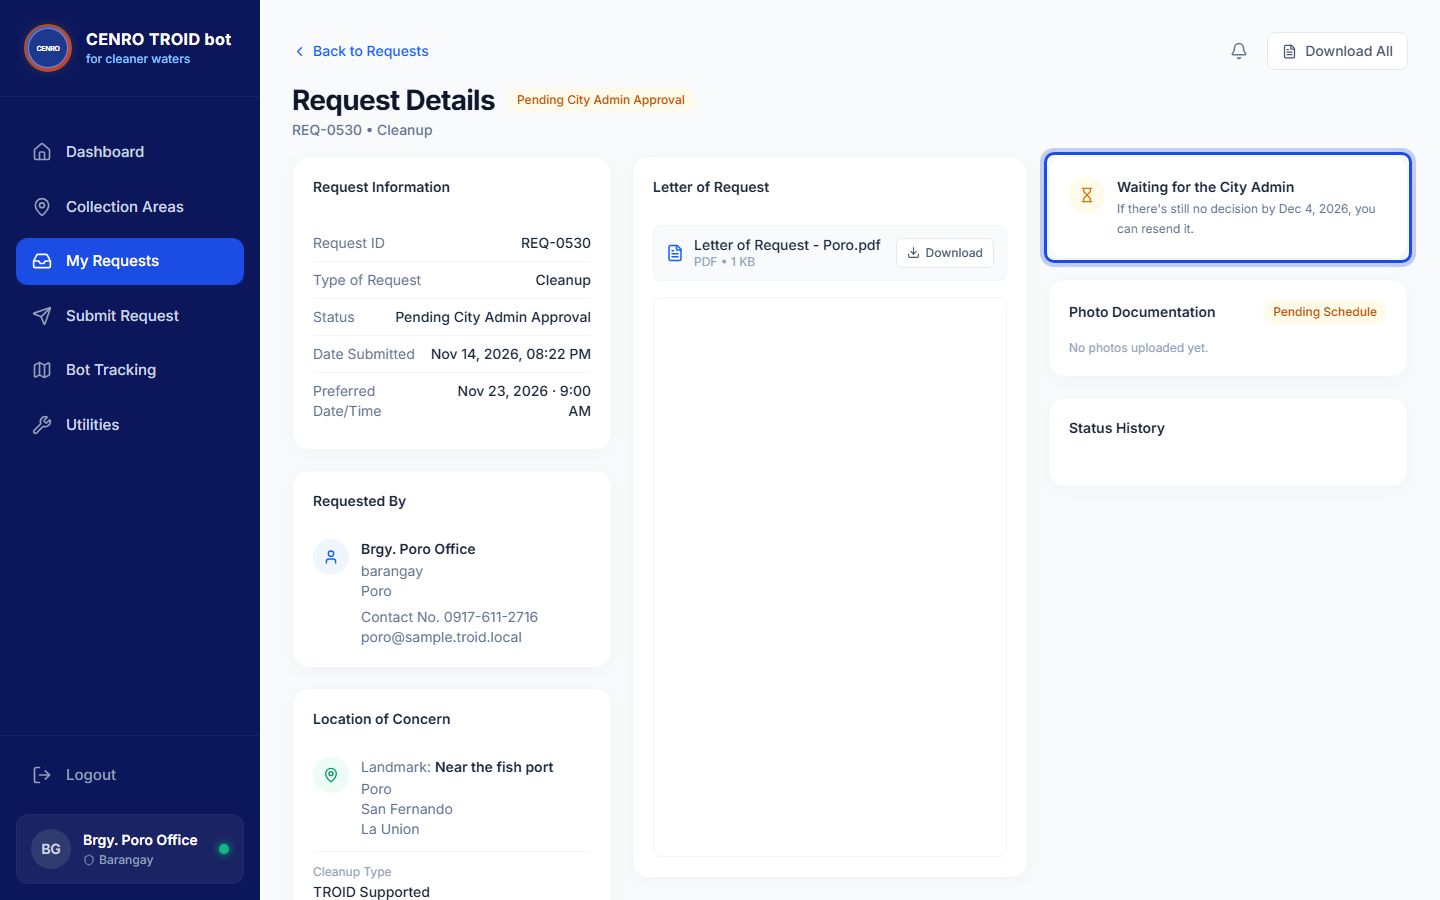 CENRO
CENRO TROID bot
for cleaner waters
Dashboard
Collection Areas
My Requests
Submit Request
Bot Tracking
Utilities
Logout
BG
Brgy. Poro Office
Barangay
Back to Requests
Download All
Request Details
Pending City Admin Approval
REQ-0530 • Cleanup
Request Information
Request ID REQ-0530
Type of Request Cleanup
Status Pending City Admin Approval
Date Submitted Nov 14, 2026, 08:22 PM
Preferred Nov 23, 2026 · 9:00
Date/Time AM
Requested By
Brgy. Poro Office
barangay
Poro
Contact No. 0917-611-2716
poro@sample.troid.local
Location of Concern
Landmark: Near the fish port
Poro
San Fernando
La Union
Cleanup Type
TROID Supported
Letter of Request
Letter of Request - Poro.pdf
PDF • 1 KB
Download
Waiting for the City Admin
If there's still no decision by Dec 4, 2026, you
can resend it.
Photo Documentation
Pending Schedule
No photos uploaded yet.
Status History